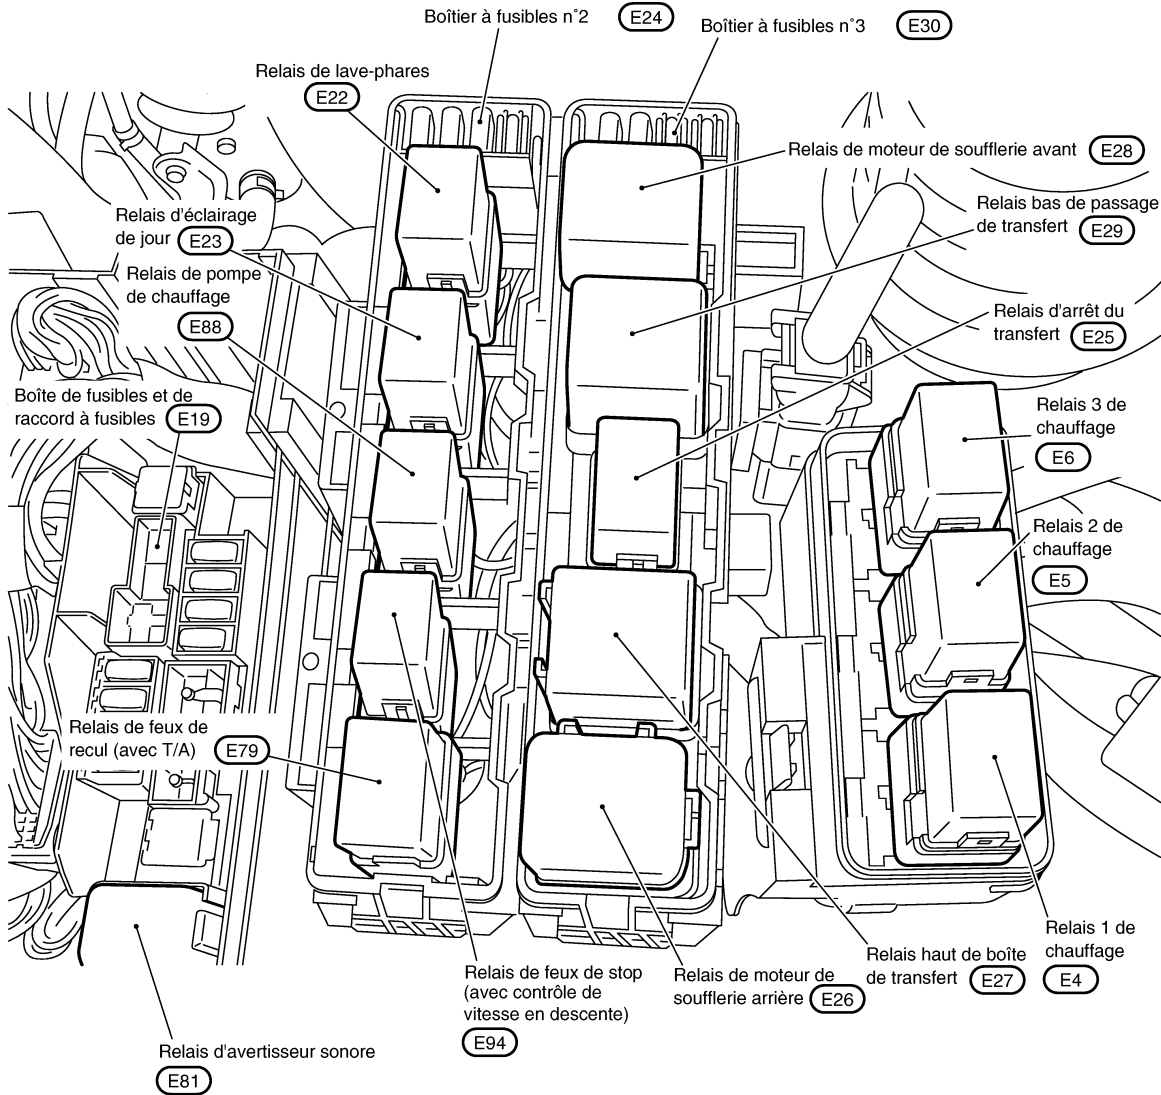 Boîtier à fusibles n°2 E24
Boîtier à fusibles n°3 E30
Relais de lave-phares
E22
Relais de moteur de soufflerie avant E28
Relais d'éclairage
de jour E23
Relais bas de passage
de transfert E29
Relais de pompe
de chauffage
E88
Relais d'arrêt du
transfert E25
Boîte de fusibles et de
raccord à fusibles E19
Relais 3 de
chauffage
E6
Relais 2 de
chauffage
E5
Relais de feux de
recul (avec T/A) E79
Relais 1 de
chauffage
E4
Relais haut de boîte
de transfert E27
Relais de moteur de
soufflerie arrière E26
Relais de feux de stop
(avec contrôle de
vitesse en descente)
E94
Relais d'avertisseur sonore
E81